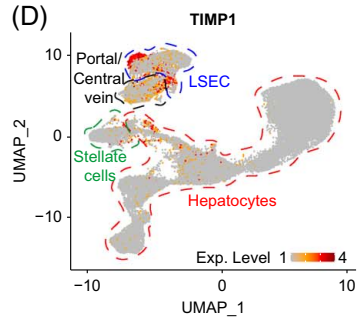 (D)
TIMP1
10
Portal/
Central
vein
LSEC
0
Stellate
cells
Hepatocytes
−10
Exp. Level 1 4
−10 0 10
UMAP_1
UMAP_2